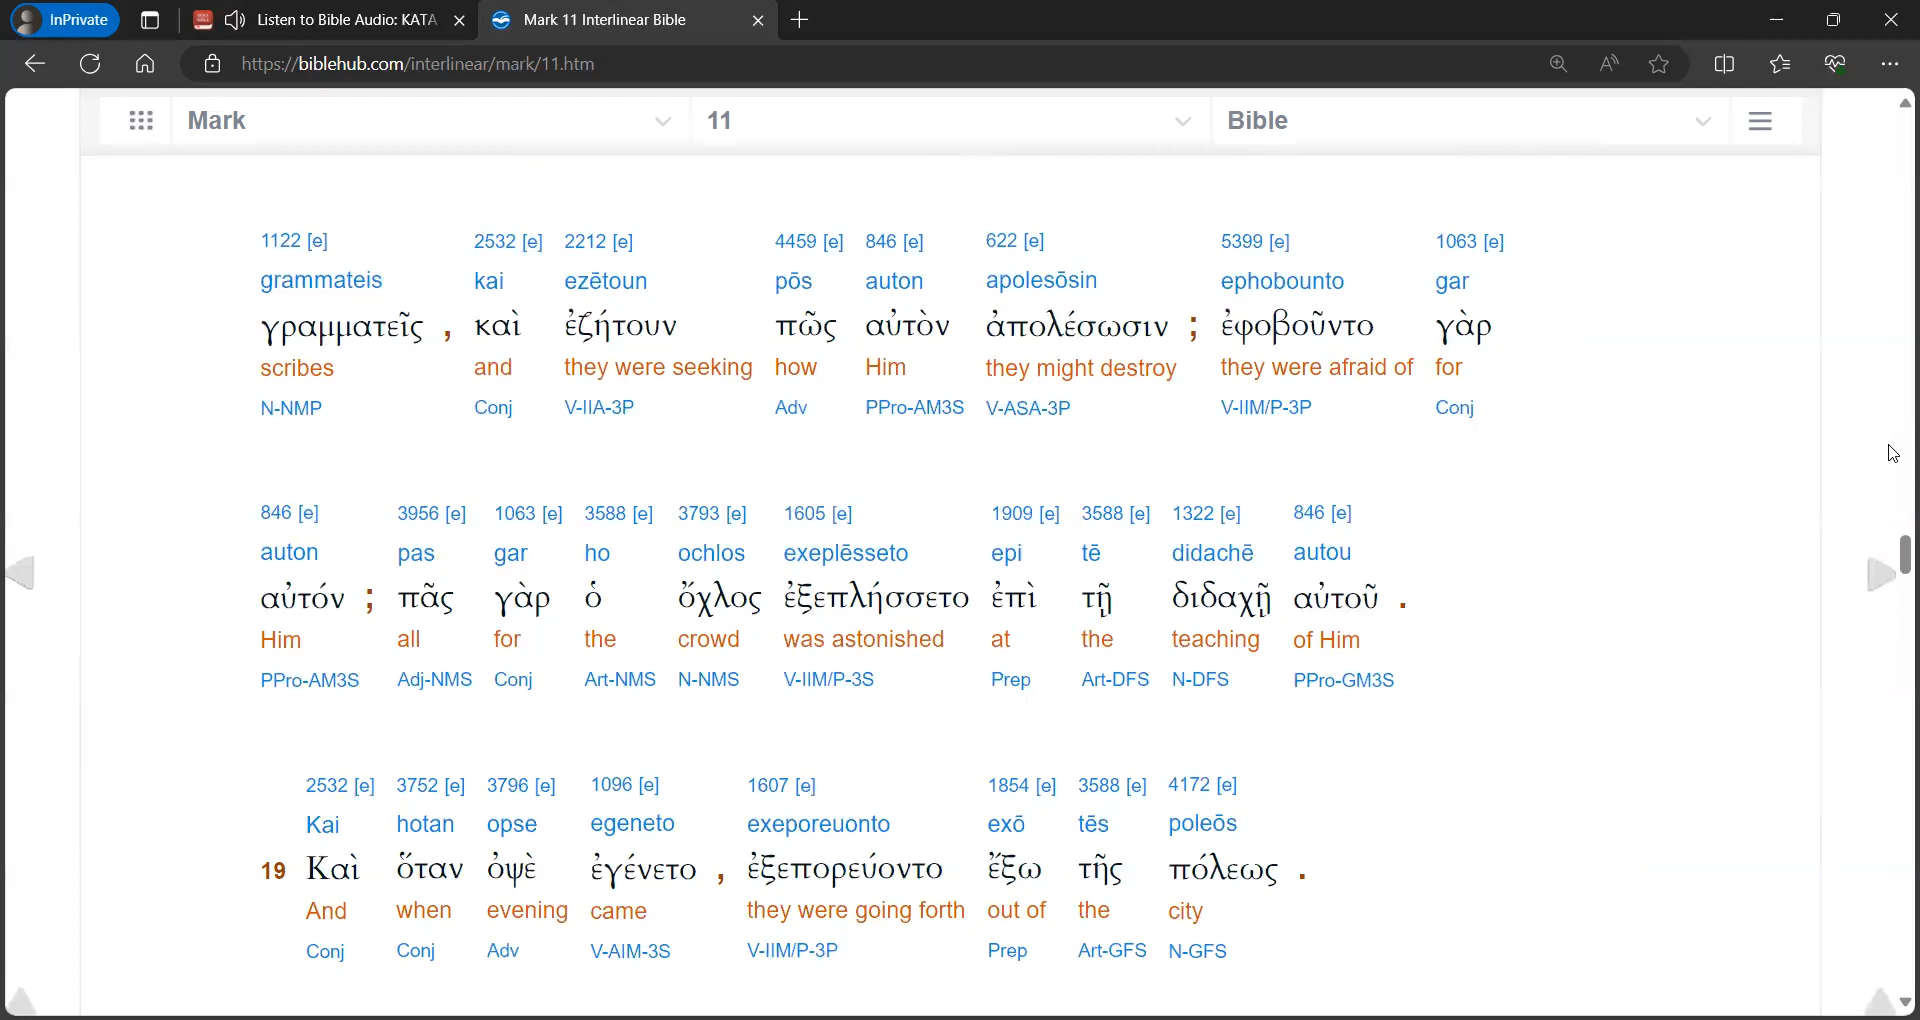 InPrivate Listen to Bible Audio: KATA Mark 11 Interlinear Bible
https://biblehub.com/interlinear/mark/11.htm
Mark 11 Bible
1122 [e] 2532 [e] 2212 [e] 4459 [e] 846 [e] 622 [e] 5399 [e] 1063 [e]
grammateis kai ezētoun pōs auton apolesōsin ephobounto gar
γραμματεῖς , καὶ ἐζήτουν πῶς αὐτὸν ἀπολέσωσιν ; ἐφοβοῦντο γὰρ
scribes and they were seeking how Him they might destroy they were afraid of for
N-NMP Conj V-IIA-3P Adv PPro-AM3S V-ASA-3P V-IIM/P-3P Conj
846 [e] 3956 [e] 1063 [e] 3588 [e] 3793 [e] 1605 [e] 1909 [e] 3588 [e] 1322 [e] 846 [e]
auton pas gar ho ochlos exeplēsseto epi tē didachē autou
αὐτόν ; πᾶς γὰρ ὁ ὄχλος ἐξεπλήσσετο ἐπὶ τῇ διδαχῇ αὐτοῦ .
Him all for the crowd was astonished at the teaching of Him
PPro-AM3S Adj-NMS Conj Art-NMS N-NMS V-IIM/P-3S Prep Art-DFS N-DFS PPro-GM3S
2532 [e] 3752 [e] 3796 [e] 1096 [e] 1607 [e] 1854 [e] 3588 [e] 4172 [e]
Kai hotan opse egeneto exeporeuonto exō tēs poleōs
19 Καὶ ὅταν ὀψὲ ἐγένετο , ἐξεπορεύοντο ἔξω τῆς πόλεως .
And when evening came they were going forth out of the city
Conj Conj Adv V-AIM-3S V-IIM/P-3P Prep Art-GFS N-GFS